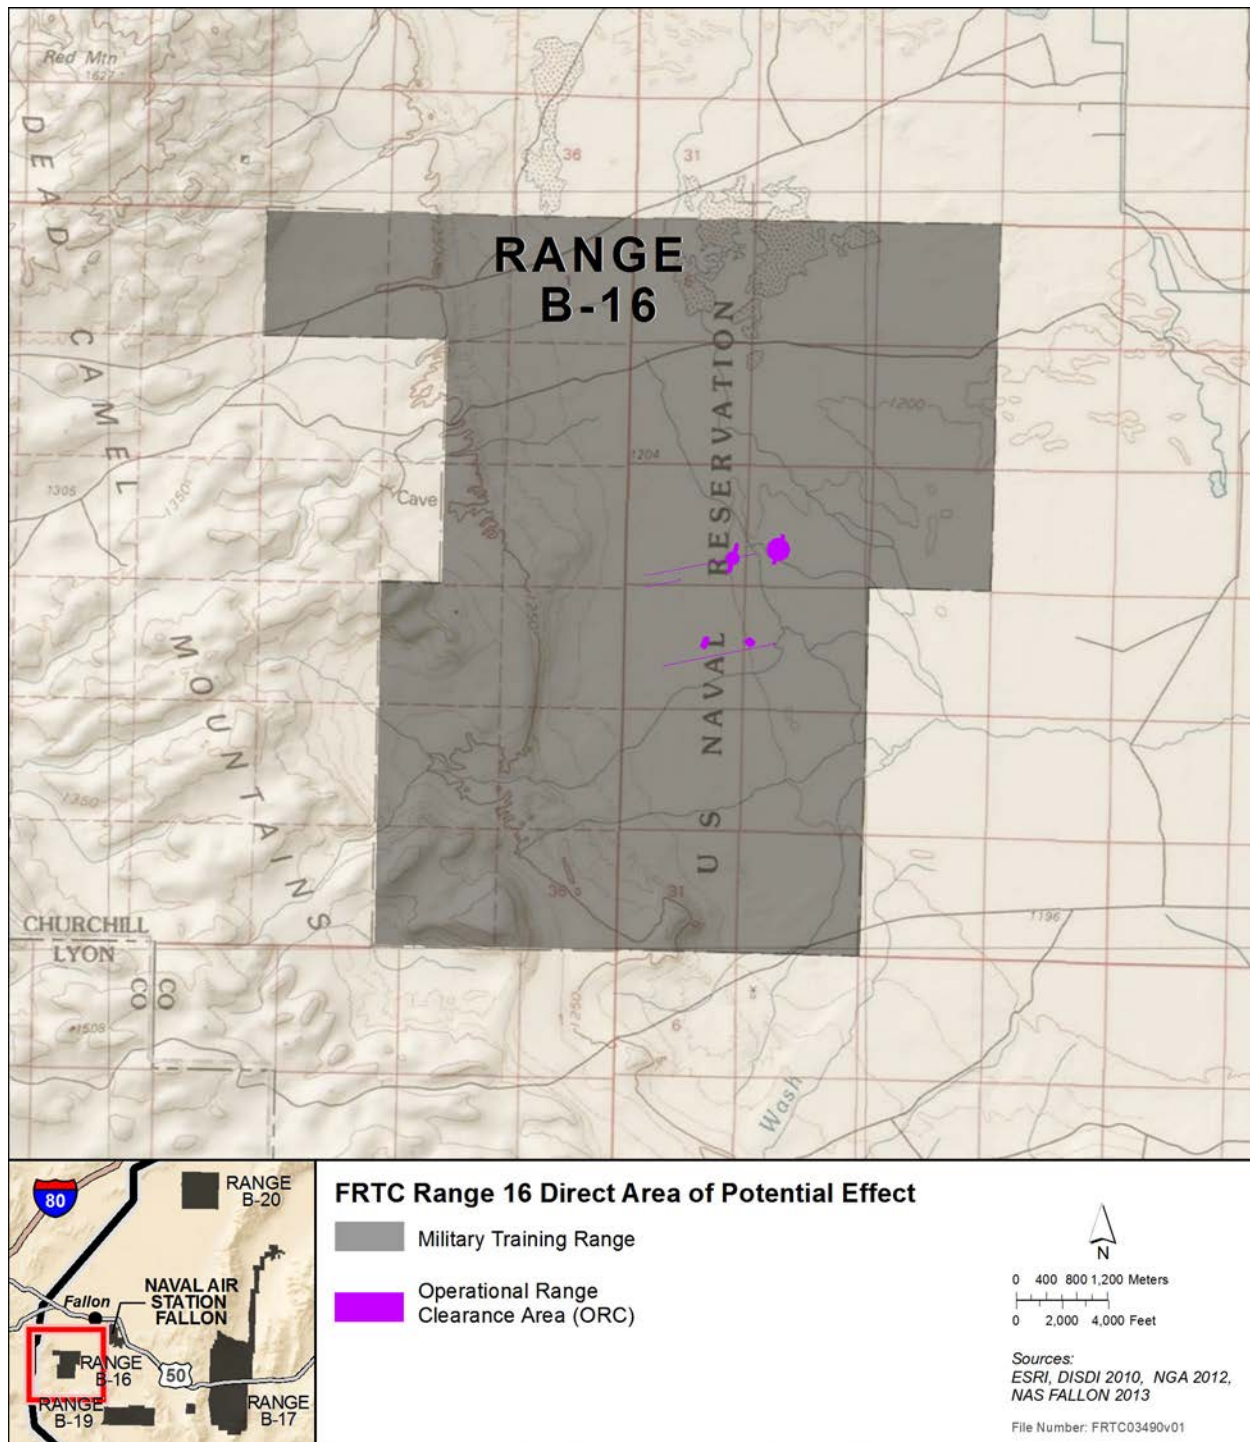 Red Mtn
1627
DEAD
CAMEL
MOUNTAINS
36
31
RANGE
B-16
1250
U S NAVAL RESERVATION
1200
1204
1305
1350
Cave
1250
1350
36
31
CHURCHILL
LYON
CO
CO
1508
1196
1250
6
Wash
80
RANGE
B-20
NAVAL AIR
STATION
FALLON
Fallon
RANGE
B-16
50
RANGE
B-19
RANGE
B-17
FRTC Range 16 Direct Area of Potential Effect
Military Training Range
Operational Range
Clearance Area (ORC)
N
0 400 800 1,200 Meters
0 2,000 4,000 Feet
Sources:
ESRI, DISDI 2010, NGA 2012,
NAS FALLON 2013
File Number: FRTC03490v01